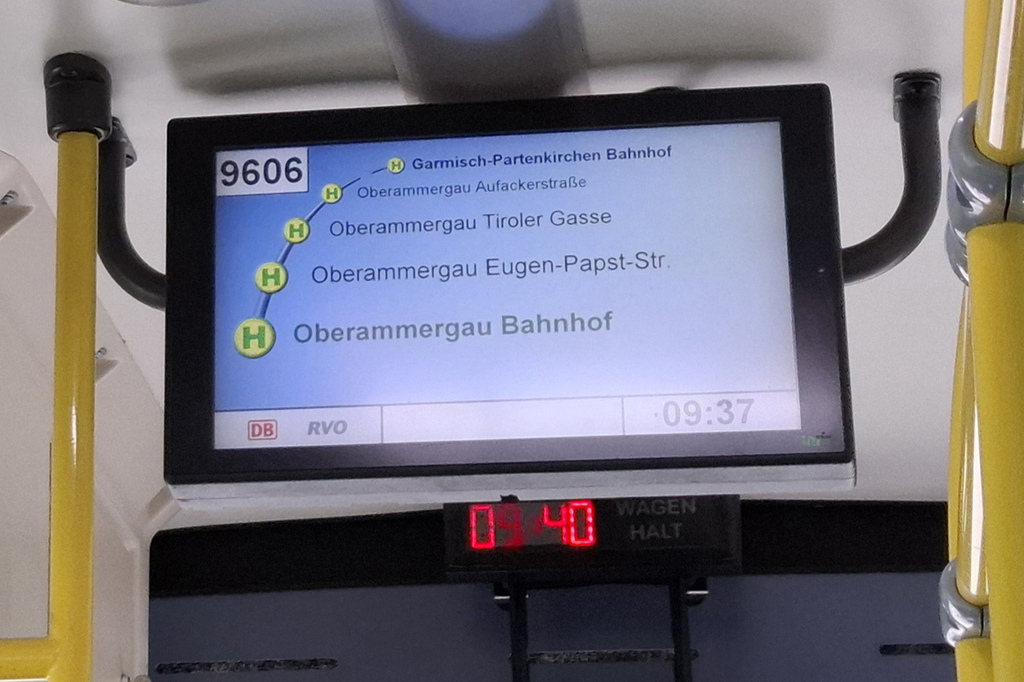 9606
H Garmisch-Partenkirchen Bahnhof
H Oberammergau Aufackerstraße
H Oberammergau Tiroler Gasse
H Oberammergau Eugen-Papst-Str.
H Oberammergau Bahnhof
DB RVO 09:37
09:40
WAGEN
HALT